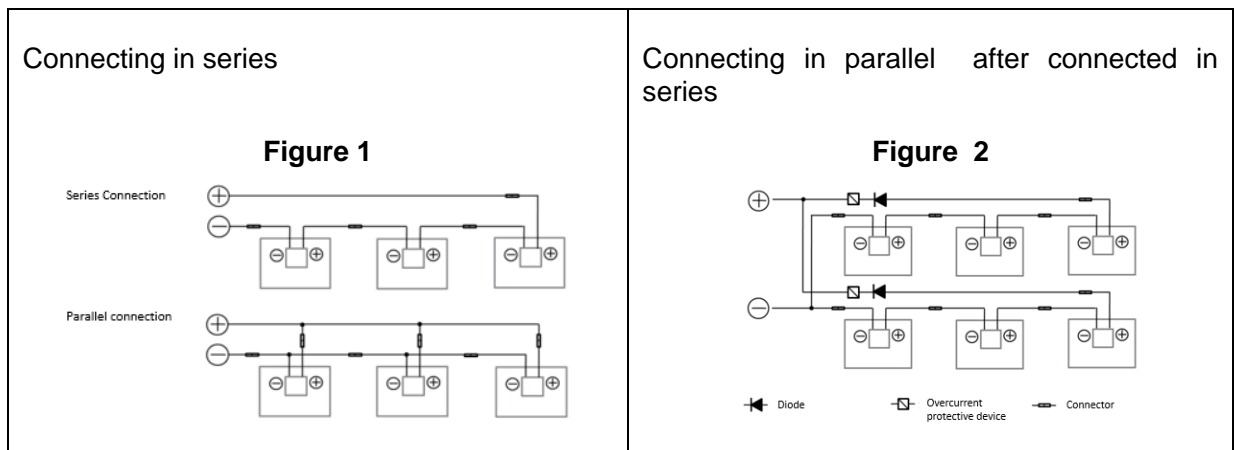 Connecting in series
Figure 1
Series Connection
+
−
− + − + − +
Parallel connection
+
−
− + − + − +
Connecting in parallel after connected in
series
Figure 2
+
− + − + − +
−
− + − + − +
Diode Overcurrent Connector
protective device